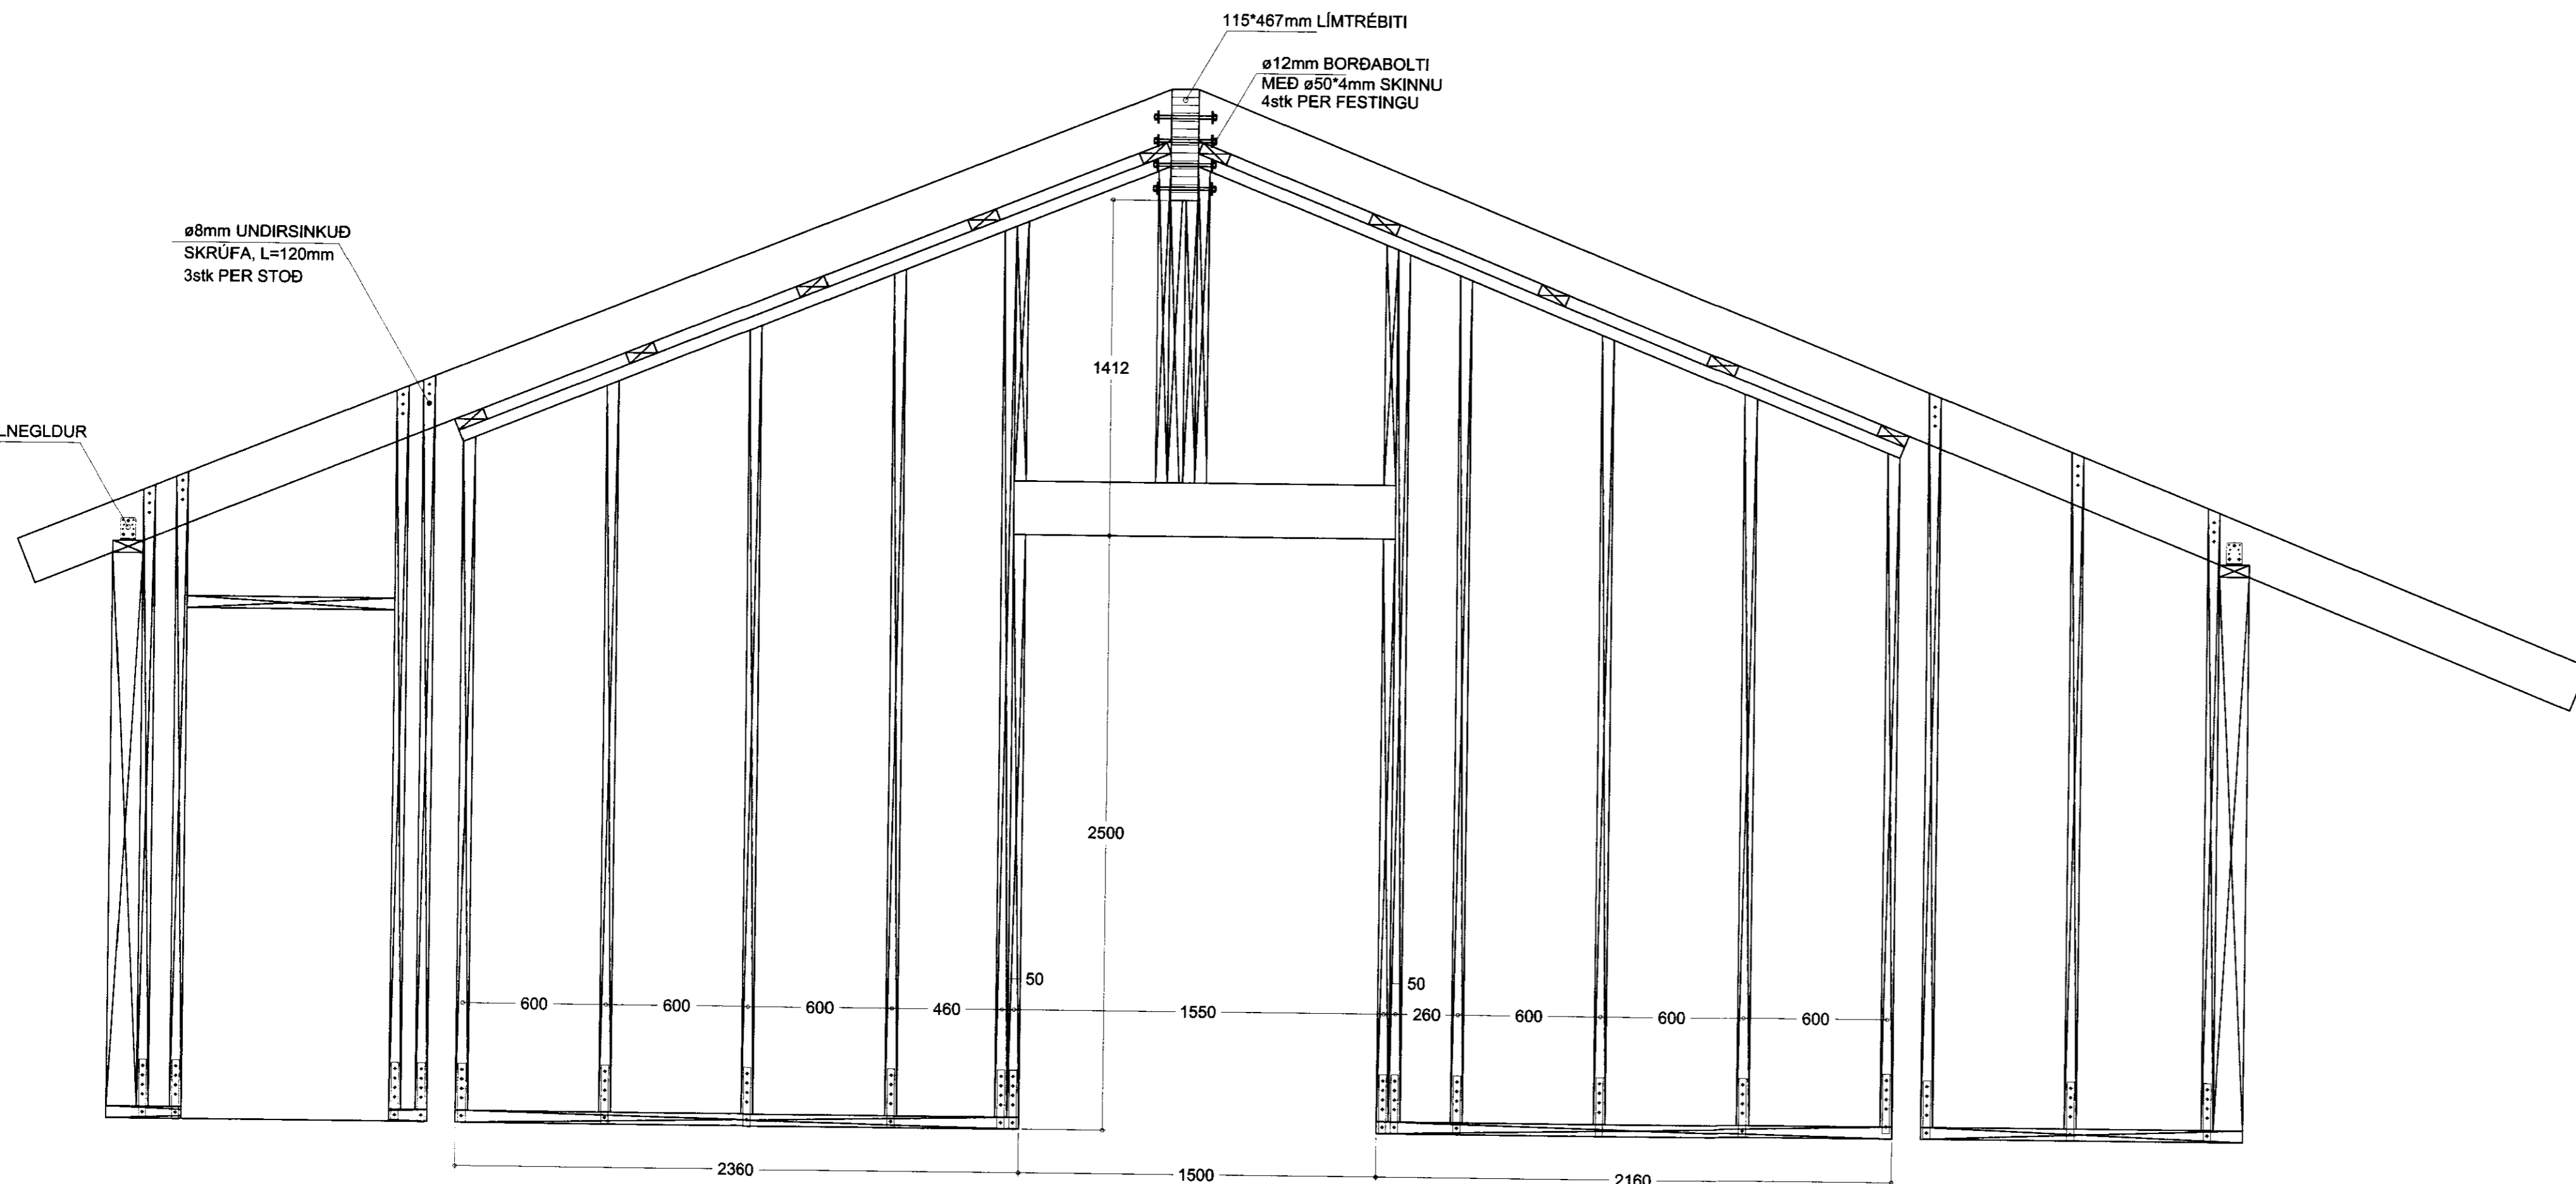 115*467mm LÍMTRÉBITI
ø12mm BORÐABOLTI
MEÐ ø50*4mm SKINNU
4stk PER FESTINGU
ø8mm UNDIRSINKUÐ
SKRÚFA, L=120mm
3stk PER STOÐ
LNEGLDUR
1412
2500
50
50
600
600
600
460
1550
260
600
600
600
2360
1500
2160